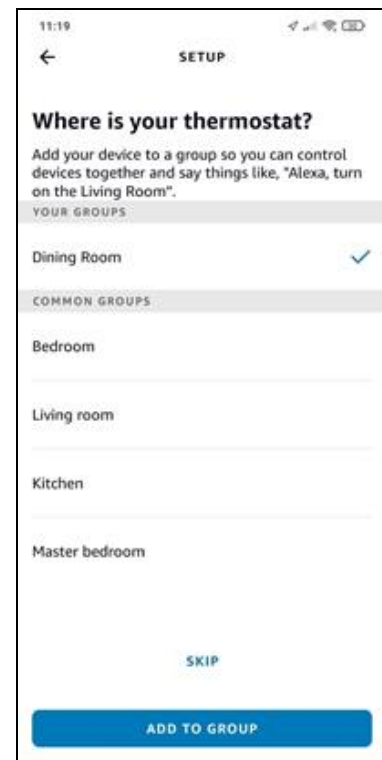 11:19
SETUP
Where is your thermostat?
Add your device to a group so you can control
devices together and say things like, "Alexa, turn
on the Living Room".
YOUR GROUPS
Dining Room
COMMON GROUPS
Bedroom
Living room
Kitchen
Master bedroom
SKIP
ADD TO GROUP